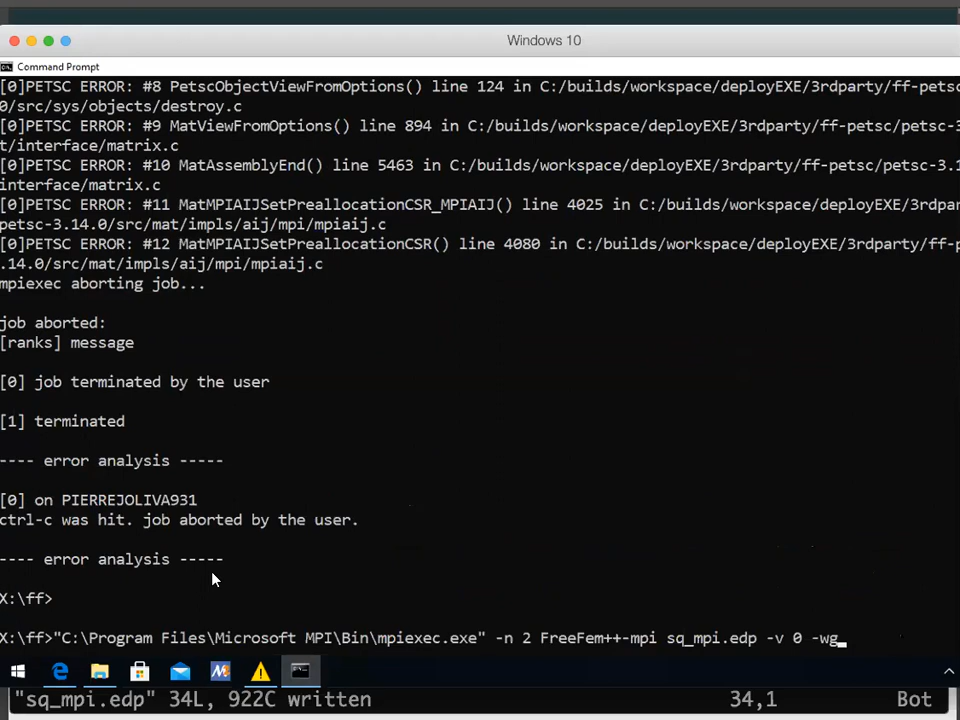 Windows 10
Command Prompt
[0]PETSC ERROR: #8 PetscObjectViewFromOptions() line 124 in C:/builds/workspace/deployEXE/3rdparty/ff-petsc
0/src/sys/objects/destroy.c
[0]PETSC ERROR: #9 MatViewFromOptions() line 894 in C:/builds/workspace/deployEXE/3rdparty/ff-petsc/petsc-3
t/interface/matrix.c
[0]PETSC ERROR: #10 MatAssemblyEnd() line 5463 in C:/builds/workspace/deployEXE/3rdparty/ff-petsc/petsc-3.1
interface/matrix.c
[0]PETSC ERROR: #11 MatMPIAIJSetPreallocationCSR_MPIAIJ() line 4025 in C:/builds/workspace/deployEXE/3rdpar
petsc-3.14.0/src/mat/impls/aij/mpi/mpiaij.c
[0]PETSC ERROR: #12 MatMPIAIJSetPreallocationCSR() line 4080 in C:/builds/workspace/deployEXE/3rdparty/ff-p
.14.0/src/mat/impls/aij/mpi/mpiaij.c
mpiexec aborting job...
job aborted:
[ranks] message
[0] job terminated by the user
[1] terminated
---- error analysis -----
[0] on PIERREJOLIVA931
ctrl-c was hit. job aborted by the user.
---- error analysis -----
X:\ff>
X:\ff>"C:\Program Files\Microsoft MPI\Bin\mpiexec.exe" -n 2 FreeFem++-mpi sq_mpi.edp -v 0 -wg_
"sq_mpi.edp" 34L, 922C written 34,1 Bot